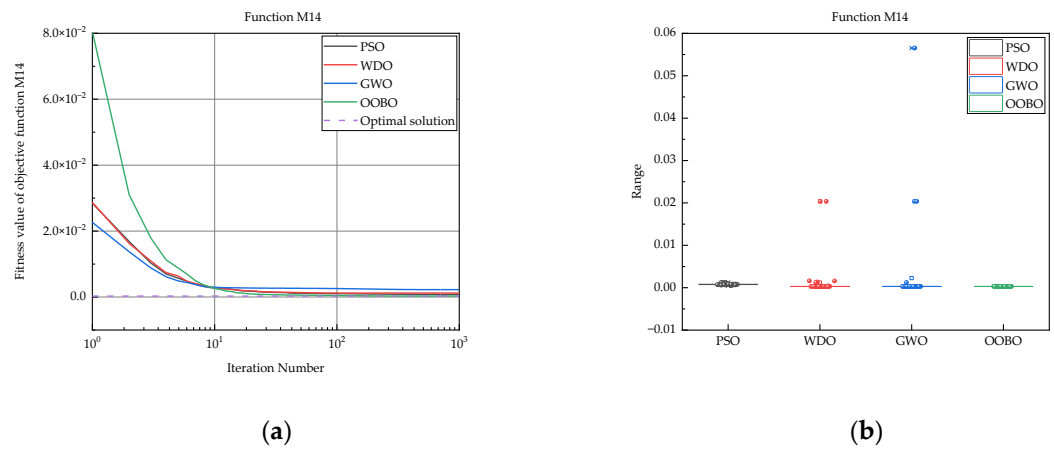 Function M14
8.0×10⁻²
6.0×10⁻²
4.0×10⁻²
2.0×10⁻²
0.0
Fitness value of objective function M14
PSO
WDO
GWO
OOBO
Optimal solution
10⁰
10¹
10²
10³
Iteration Number
(a)
Function M14
0.06
0.05
0.04
0.03
0.02
0.01
0.00
-0.01
Range
PSO
WDO
GWO
OOBO
PSO
WDO
GWO
OOBO
(b)